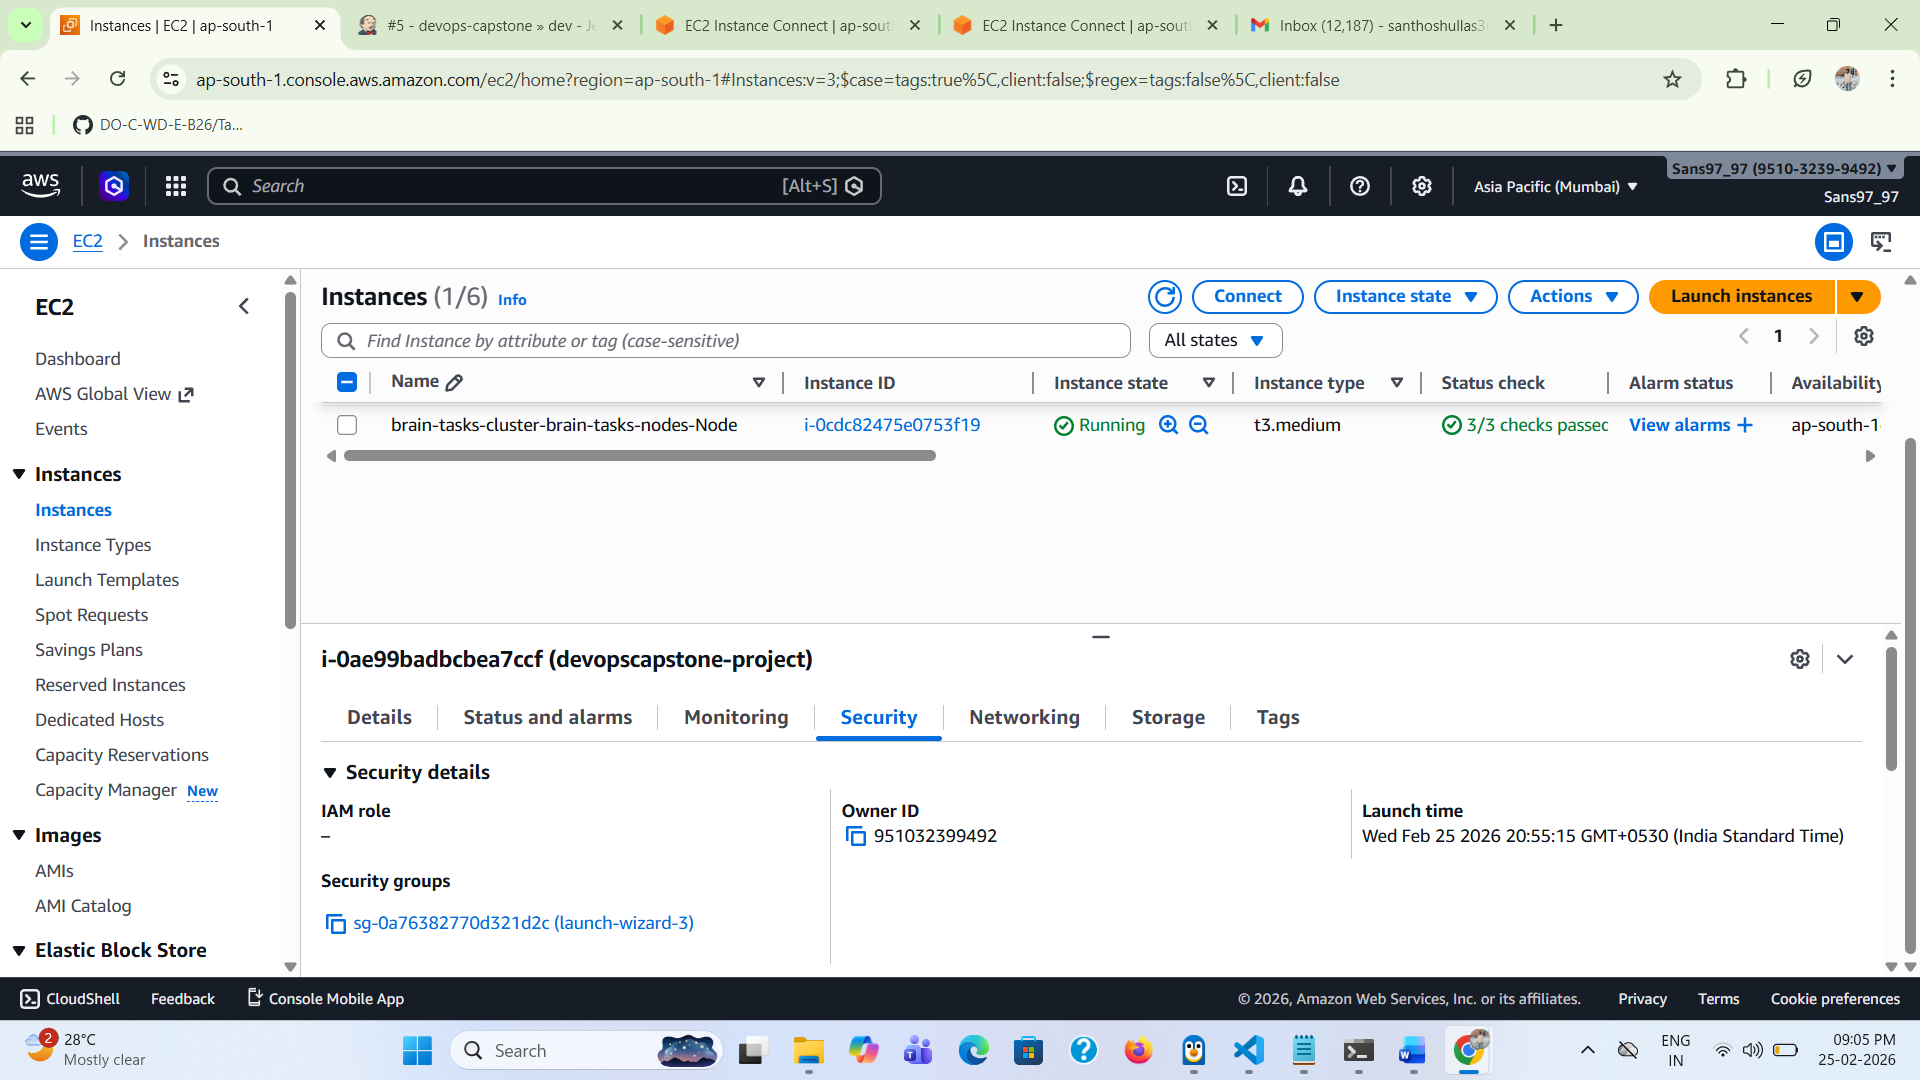 Instances | EC2 | ap-south-1
#5 - devops-capstone » dev - Je
EC2 Instance Connect | ap-sout
EC2 Instance Connect | ap-sout
Inbox (12,187) - santhoshullas3
ap-south-1.console.aws.amazon.com/ec2/home?region=ap-south-1#Instances:v=3;$case=tags:true%5C,client:false;$regex=tags:false%5C,client:false
DO-C-WD-E-B26/Ta...
aws
Search
[Alt+S]
Asia Pacific (Mumbai)
Sans97_97 (9510-3239-9492)
Sans97_97
EC2
Instances
EC2
Dashboard
AWS Global View
Events
Instances
Instances
Instance Types
Launch Templates
Spot Requests
Savings Plans
Reserved Instances
Dedicated Hosts
Capacity Reservations
Capacity Manager New
Images
AMIs
AMI Catalog
Elastic Block Store
Instances (1/6) Info
Connect
Instance state
Actions
Launch instances
Find Instance by attribute or tag (case-sensitive)
All states
1
Name
Instance ID
Instance state
Instance type
Status check
Alarm status
Availability
brain-tasks-cluster-brain-tasks-nodes-Node
i-0cdc82475e0753f19
Running
t3.medium
3/3 checks passed
View alarms +
ap-south-1
i-0ae99badbcbea7ccf (devopscapstone-project)
Details
Status and alarms
Monitoring
Security
Networking
Storage
Tags
Security details
IAM role
–
Owner ID
951032399492
Launch time
Wed Feb 25 2026 20:55:15 GMT+0530 (India Standard Time)
Security groups
sg-0a76382770d321d2c (launch-wizard-3)
CloudShell
Feedback
Console Mobile App
© 2026, Amazon Web Services, Inc. or its affiliates.
Privacy
Terms
Cookie preferences
2
28°C
Mostly clear
Search
ENG
IN
09:05 PM
25-02-2026